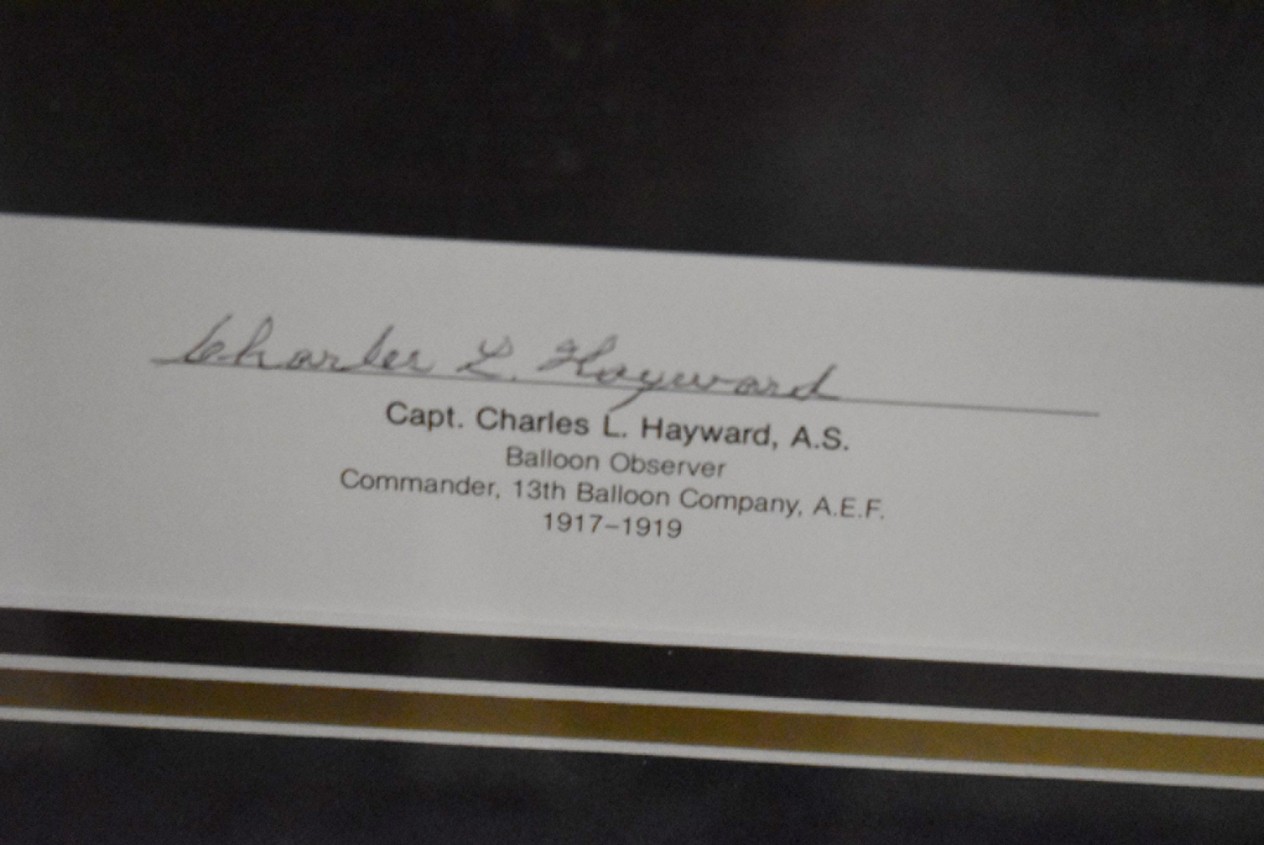 Charles L. Hayward
Capt. Charles L. Hayward, A.S.
Balloon Observer
Commander, 13th Balloon Company, A.E.F.
1917–1919